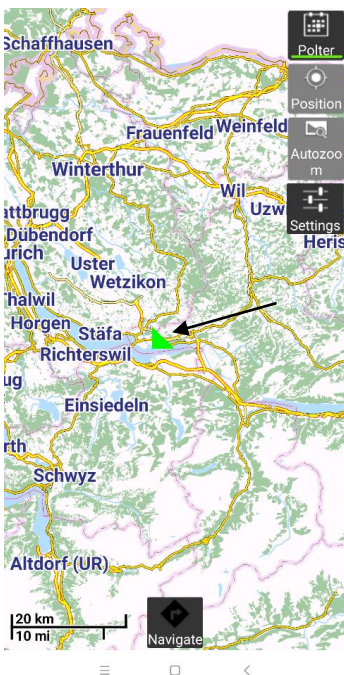 Schaffhausen
Polter
Position
Frauenfeld
Weinfeld
Autozoo
m
Winterthur
Wil
Uzw
Settings
attbrugg
Dübendorf
urich
Heris
Uster
Wetzikon
Thalwil
Horgen
Stäfa
Richterswil
ug
Einsiedeln
rth
Schwyz
Altdorf (UR)
20 km
10 mi
Navigate